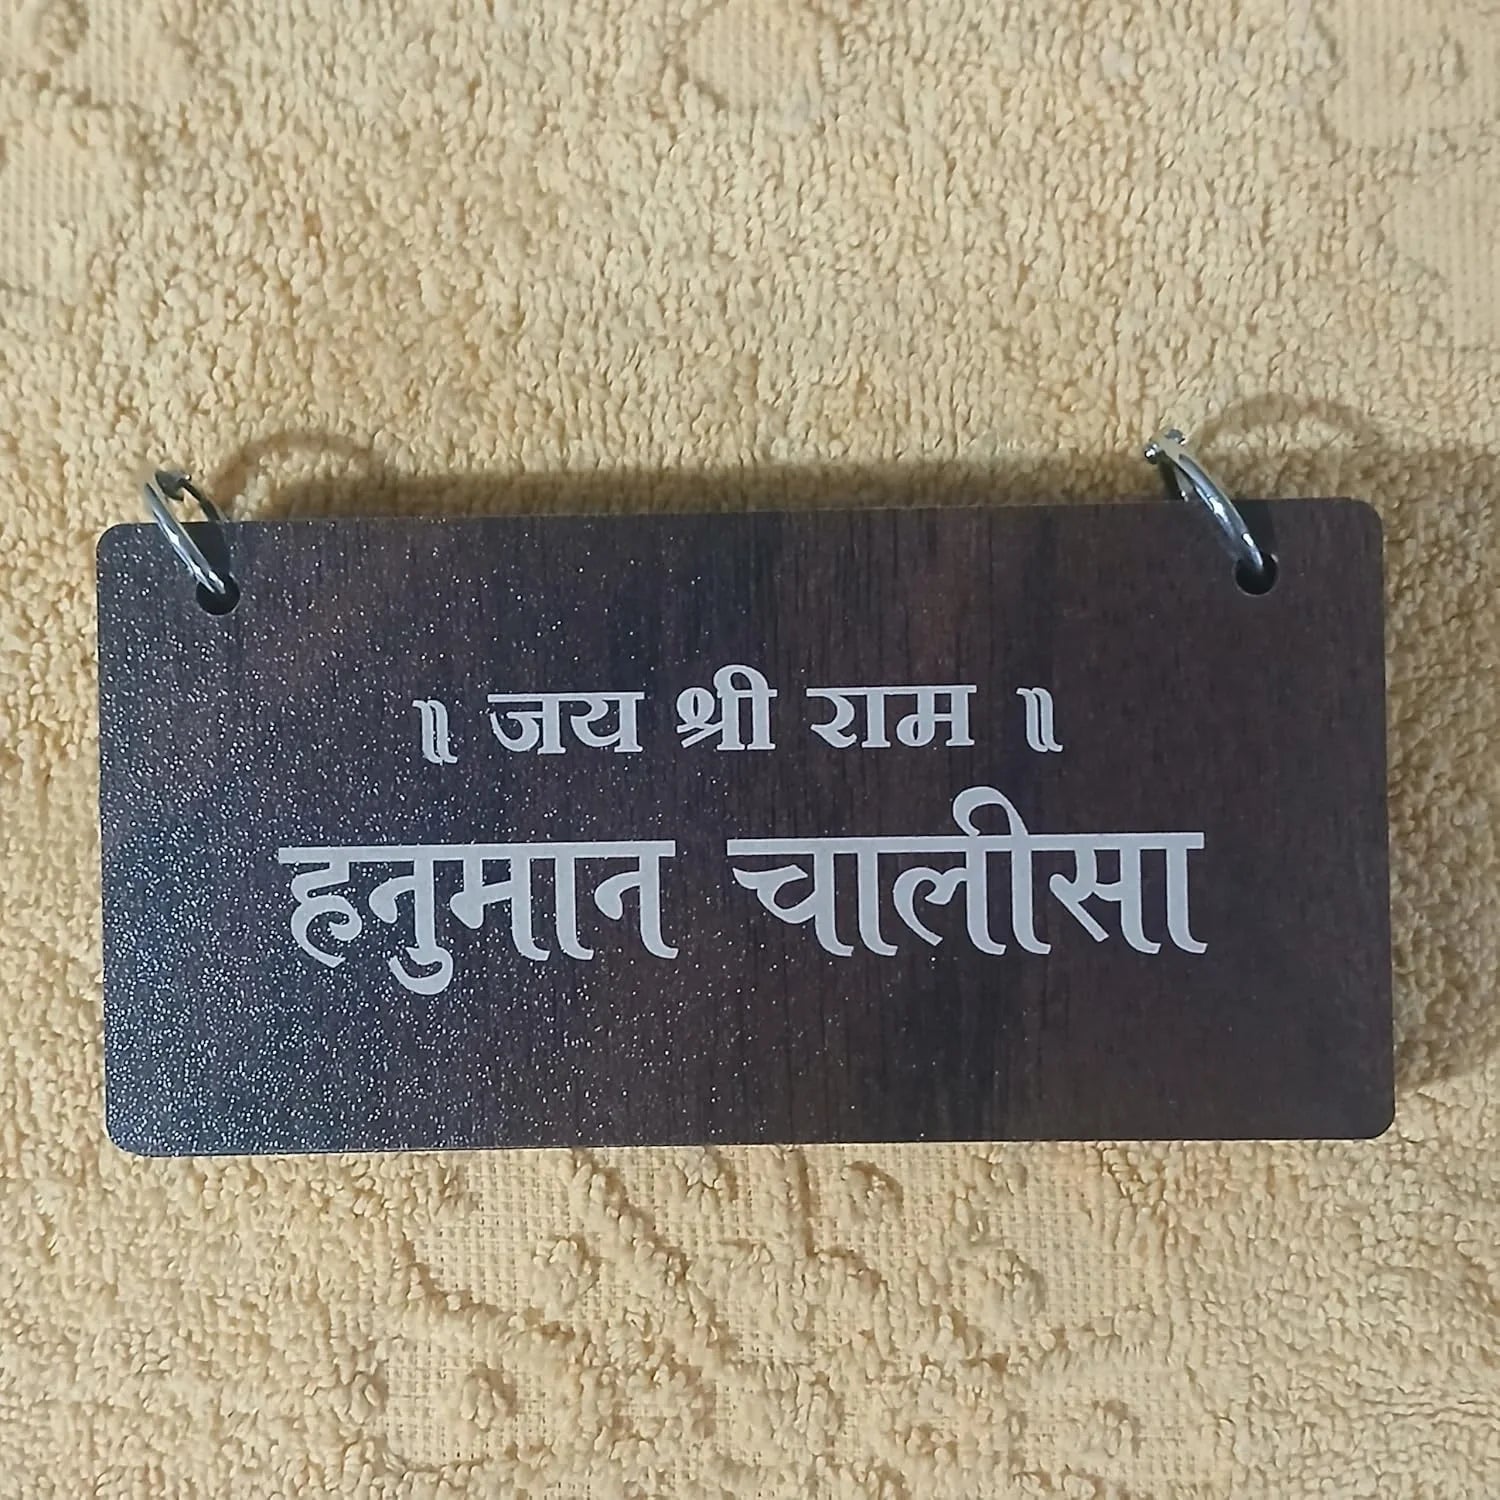 ॥ जय श्री राम ॥
हनुमान चालीसा